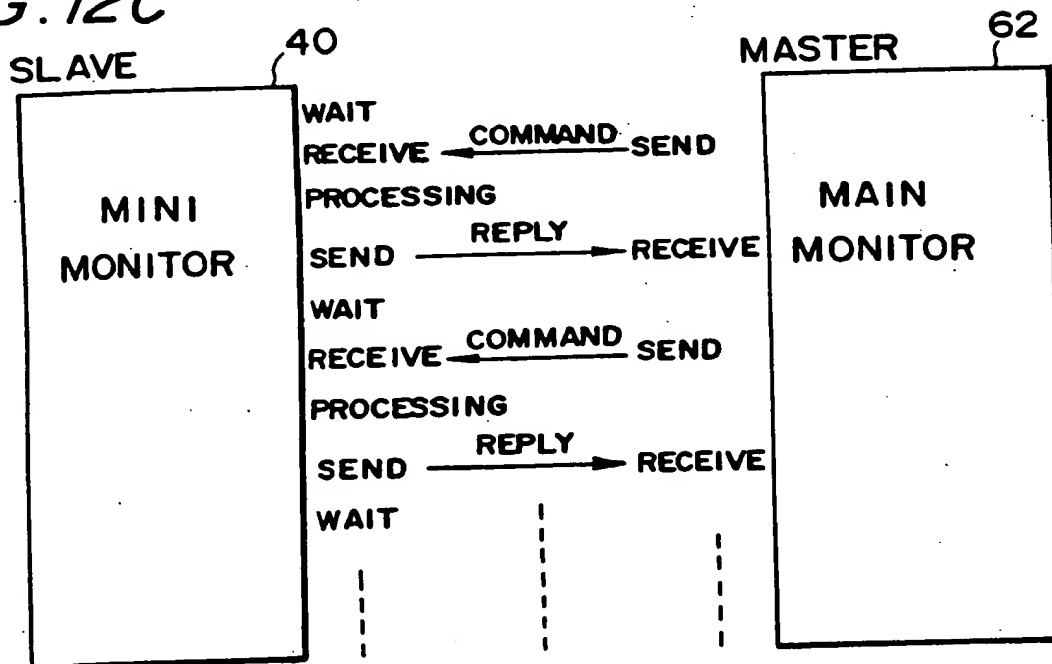 G.12C
SLAVE
40
MASTER
62
MINI
MONITOR
WAIT
RECEIVE COMMAND SEND
PROCESSING
SEND REPLY RECEIVE
WAIT
RECEIVE COMMAND SEND
PROCESSING
SEND REPLY RECEIVE
WAIT
MAIN
MONITOR